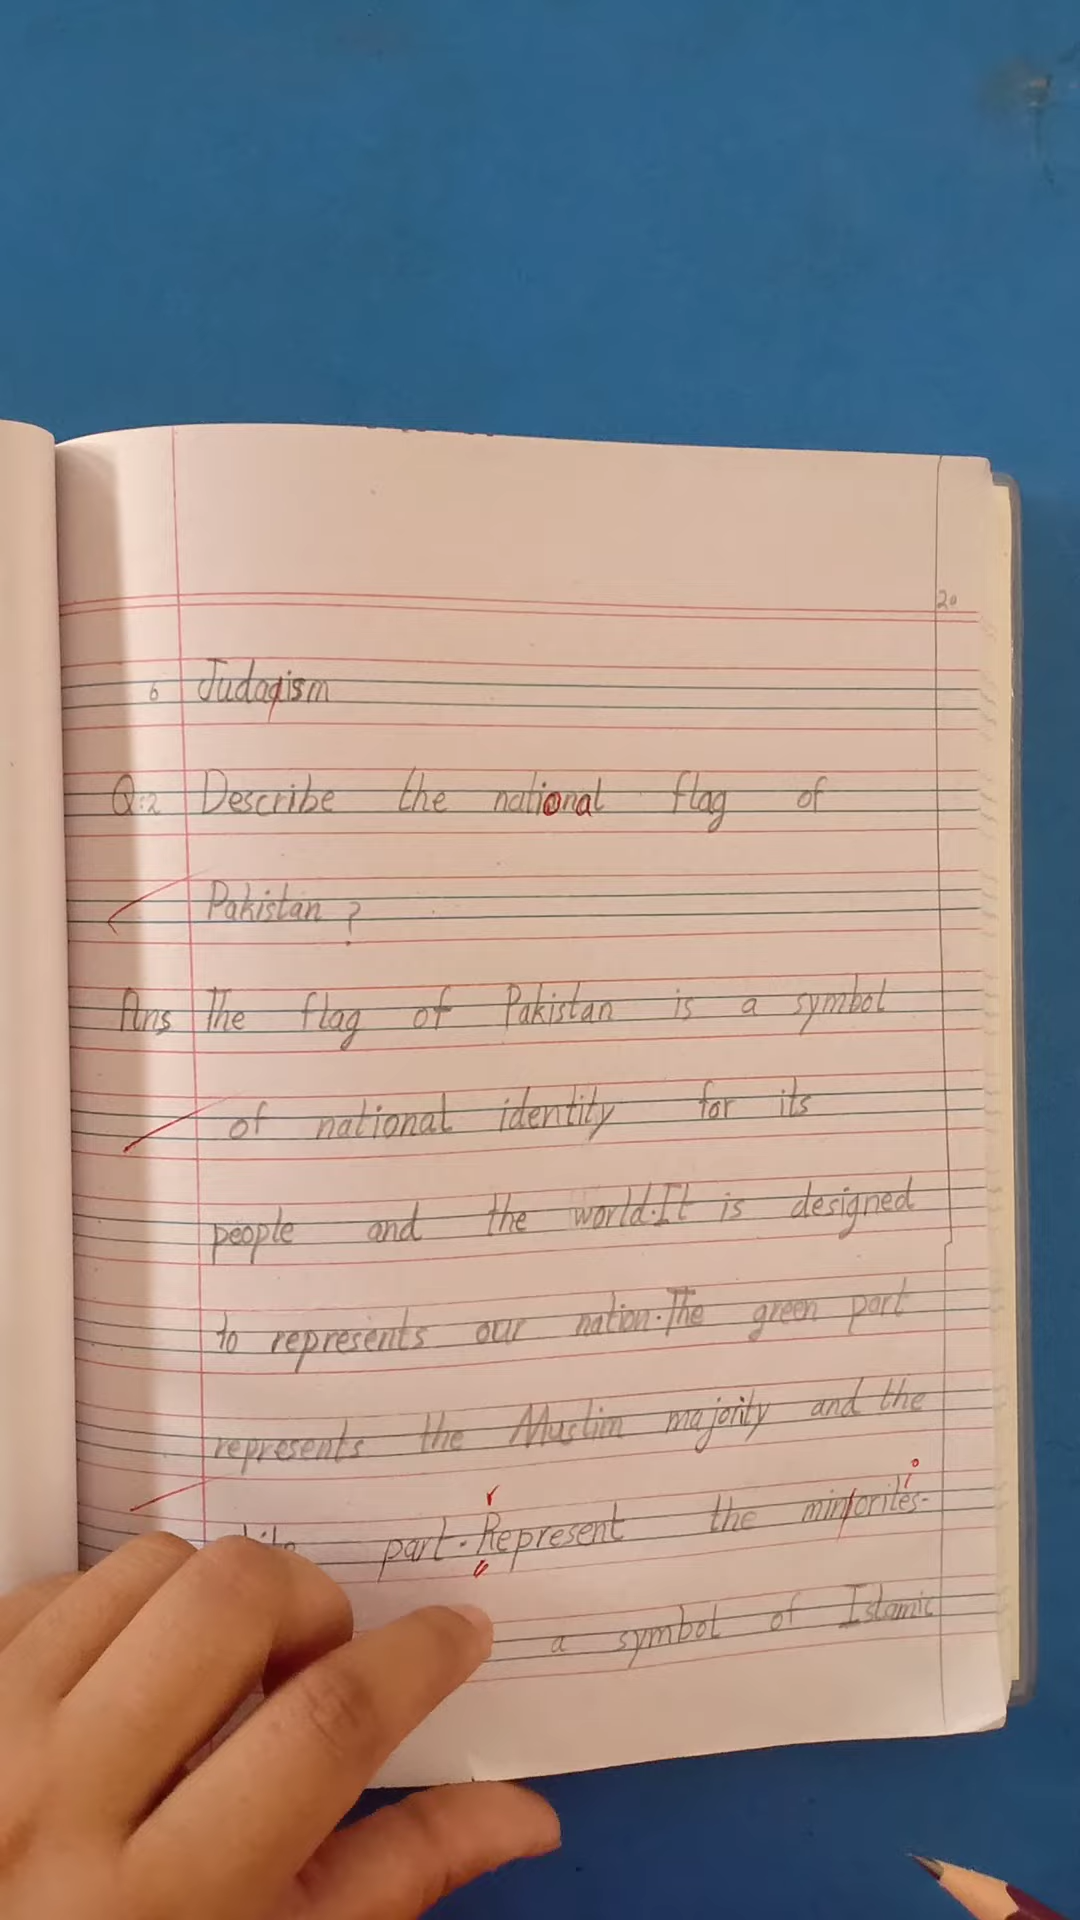 20
6 Judaqism
Q:2 Describe the national flag of
Pakistan ?
Ans The flag of Pakistan is a symbol
of national identity for its
people and the world.It is designed
to represents our nation.The green part
represents the Muslim majority and the
r i
part. Represent the minorites-
a symbol of Islamic